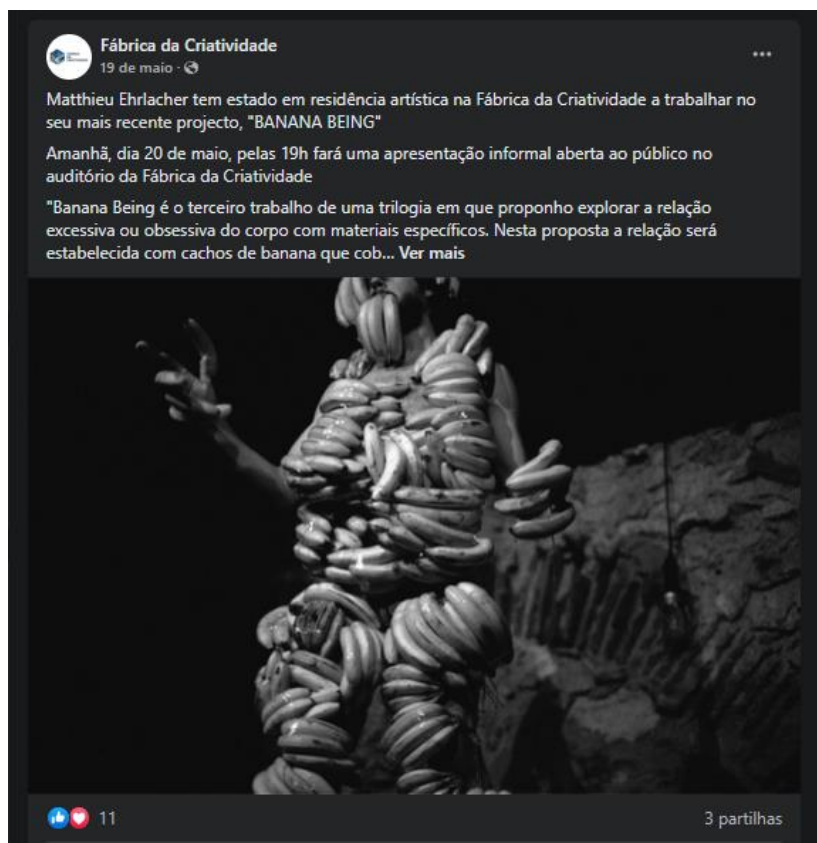 Fábrica da Criatividade
19 de maio ·
Matthieu Ehrlacher tem estado em residência artística na Fábrica da Criatividade a trabalhar no
seu mais recente projecto, "BANANA BEING"
Amanhã, dia 20 de maio, pelas 19h fará uma apresentação informal aberta ao público no
auditório da Fábrica da Criatividade
"Banana Being é o terceiro trabalho de uma trilogia em que proponho explorar a relação
excessiva ou obsessiva do corpo com materiais específicos. Nesta proposta a relação será
estabelecida com cachos de banana que cob... Ver mais
11
3 partilhas